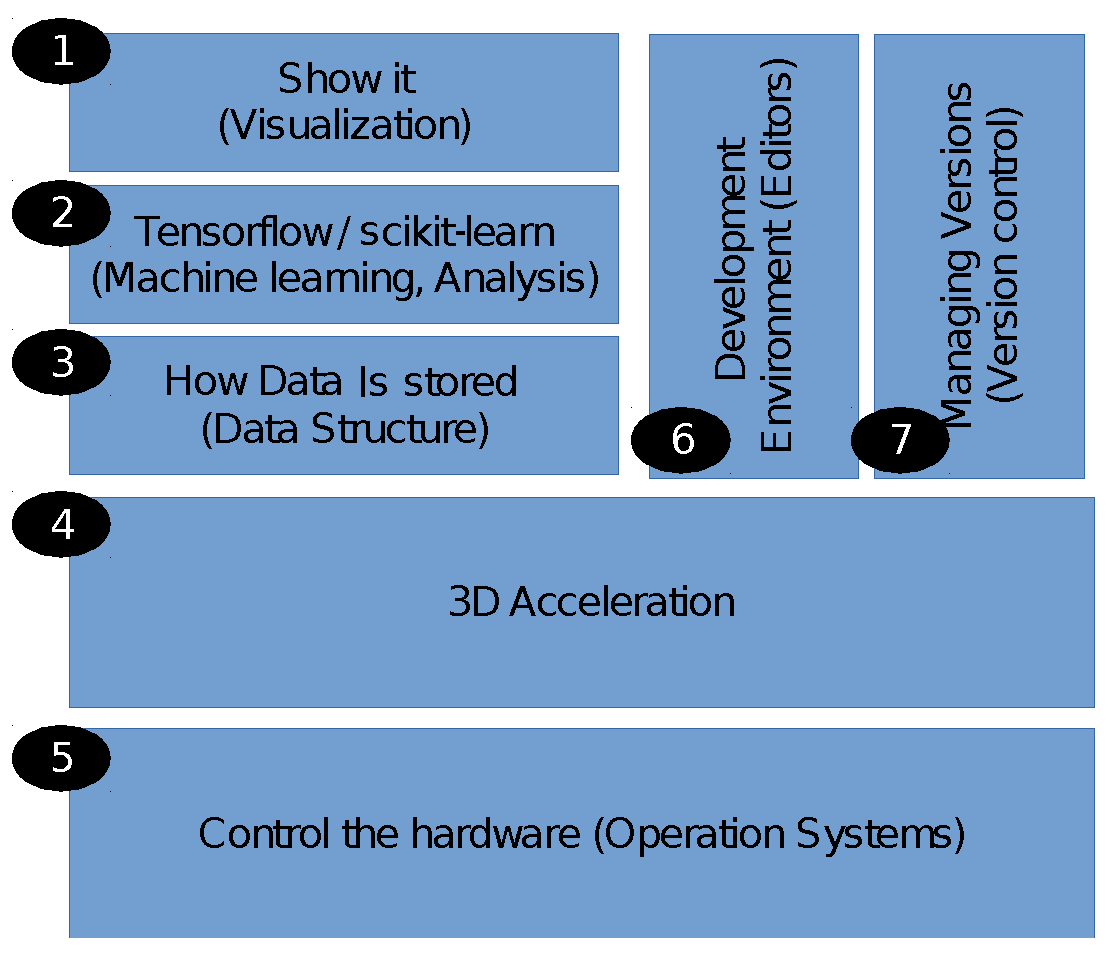 1
Show it
(Visualization)
2
Tensorflow/ scikit-learn
(Machine learning, Analysis)
3
How Data Is stored
(Data Structure)
6
Development
Environment (Editors)
7
Managing Versions
(Version control)
4
3D Acceleration
5
Control the hardware (Operation Systems)